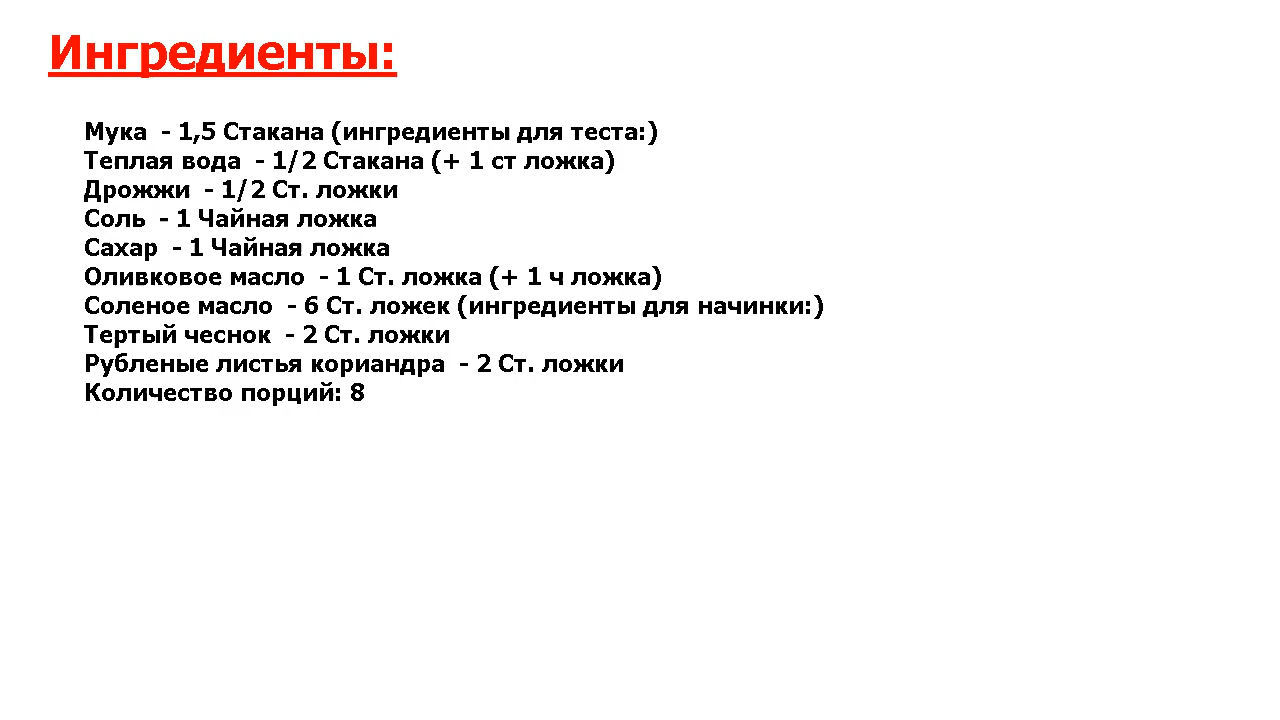 Ингредиенты:
Мука  - 1,5 Стакана (ингредиенты для теста:)
Теплая вода  - 1/2 Стакана (+ 1 ст ложка)
Дрожжи  - 1/2 Ст. ложки
Соль  - 1 Чайная ложка
Сахар  - 1 Чайная ложка
Оливковое масло  - 1 Ст. ложка (+ 1 ч ложка)
Соленое масло  - 6 Ст. ложек (ингредиенты для начинки:)
Тертый чеснок  - 2 Ст. ложки
Рубленые листья кориандра  - 2 Ст. ложки
Количество порций: 8